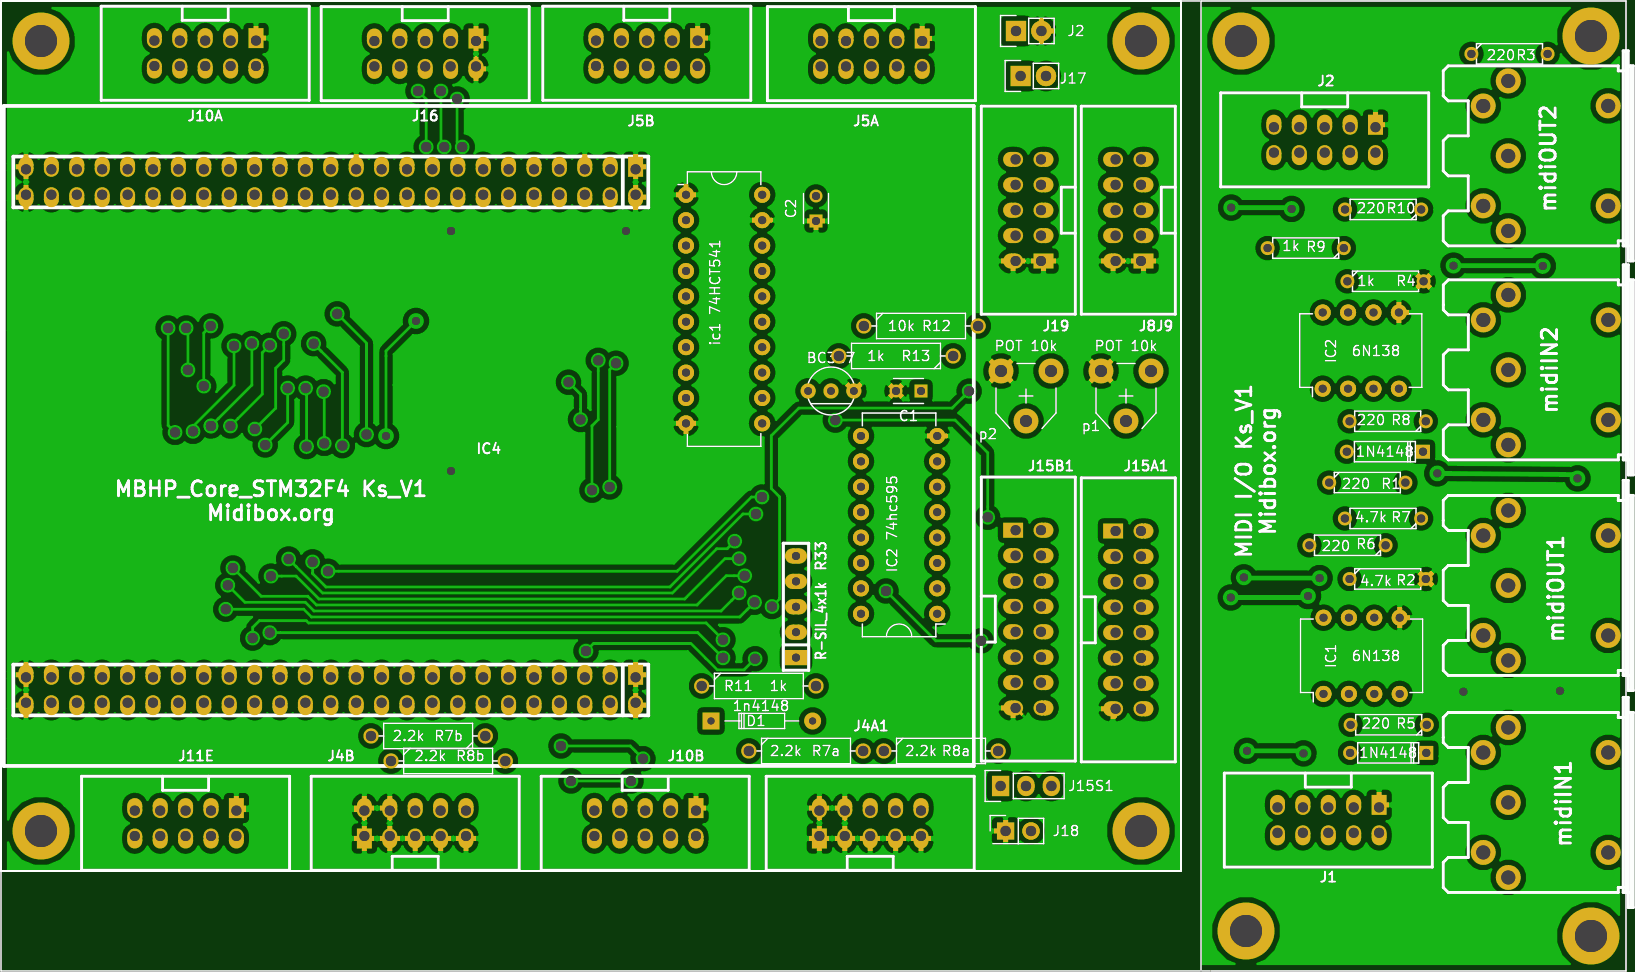 J10A
J16
J5B
J5A
J2
J17
C2
ic1 74HCT541
10k R12
1k R13
C1
J19
J8J9
POT 10k
POT 10k
p2
p1
IC4
MBHP_Core_STM32F4 Ks_V1
Midibox.org
IC2 74hc595
J15B1
J15A1
R-SIL_4x1k R33
R11 1k
1n4148
D1
J4A1
2.2k R7b
2.2k R8b
2.2k R7a
2.2k R8a
J11E
J4B
J10B
J15S1
J18
220R3
J2
midiOUT2
220R10
1k R9
1k R4
IC2 6N138
midiIN2
220 R8
1N4148
220 R1
4.7k R7
220 R6
4.7k R2
MIDI I/O Ks_V1
Midibox.org
midiOUT1
IC1 6N138
220 R5
1N4148
midiIN1
J1